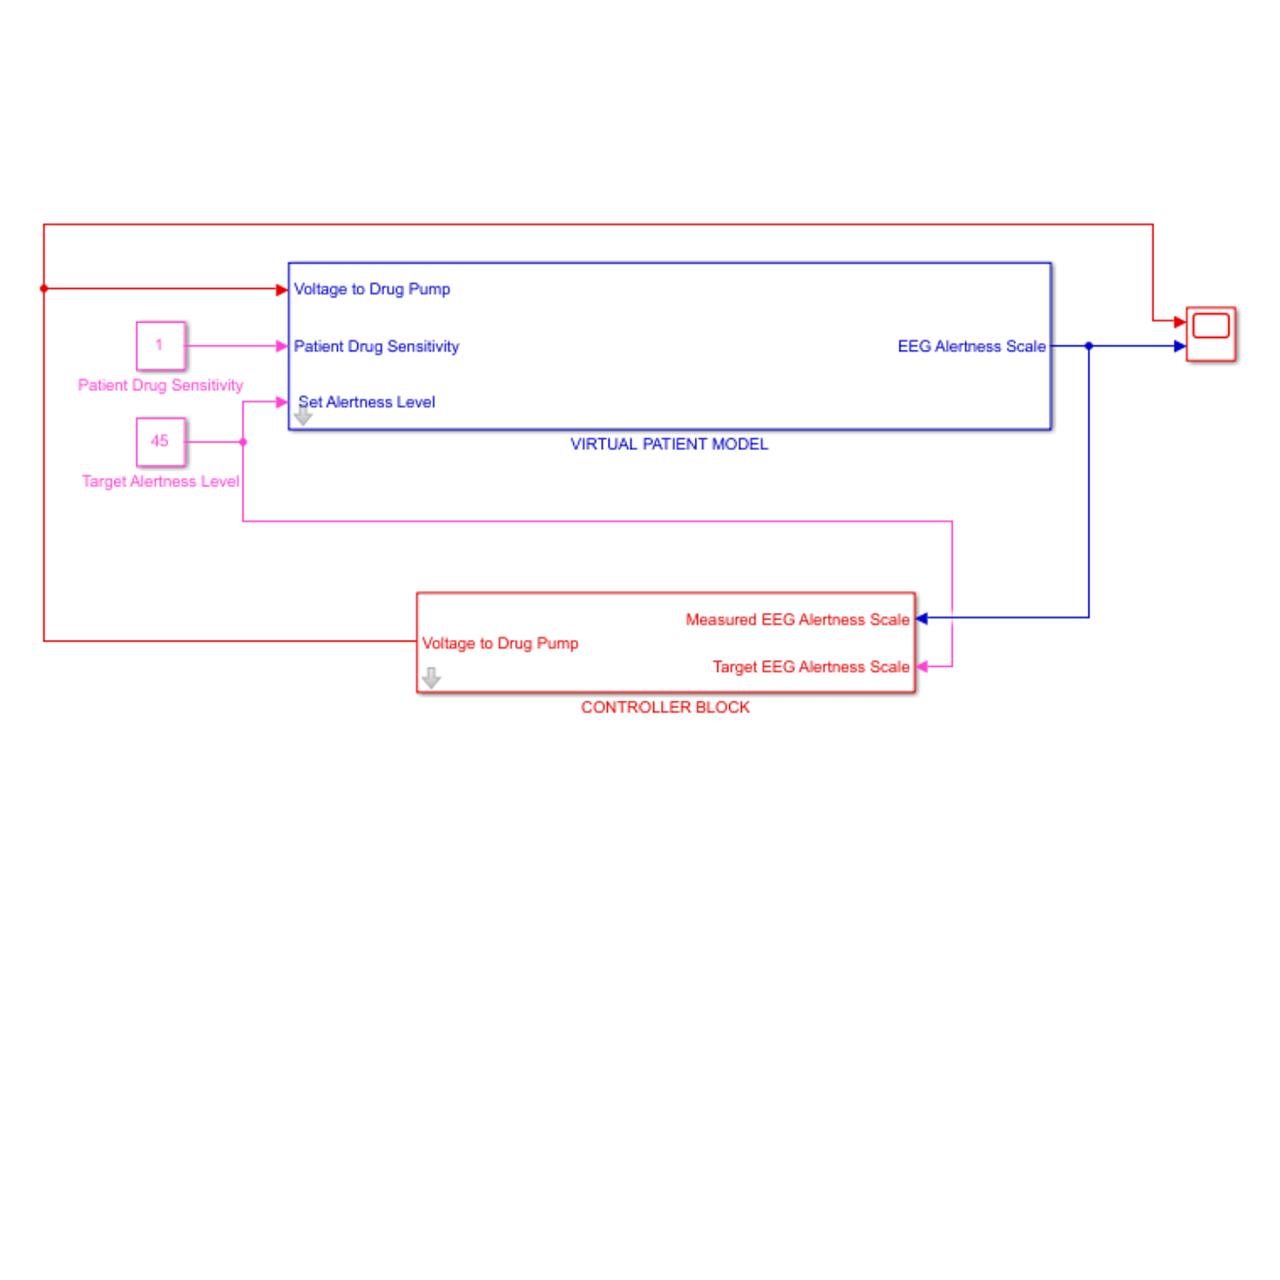 Voltage to Drug Pump
1
Patient Drug Sensitivity
EEG Alertness Scale
Patient Drug Sensitivity
Set Alertness Level
45
VIRTUAL PATIENT MODEL
Target Alertness Level
Measured EEG Alertness Scale
Voltage to Drug Pump
Target EEG Alertness Scale
CONTROLLER BLOCK